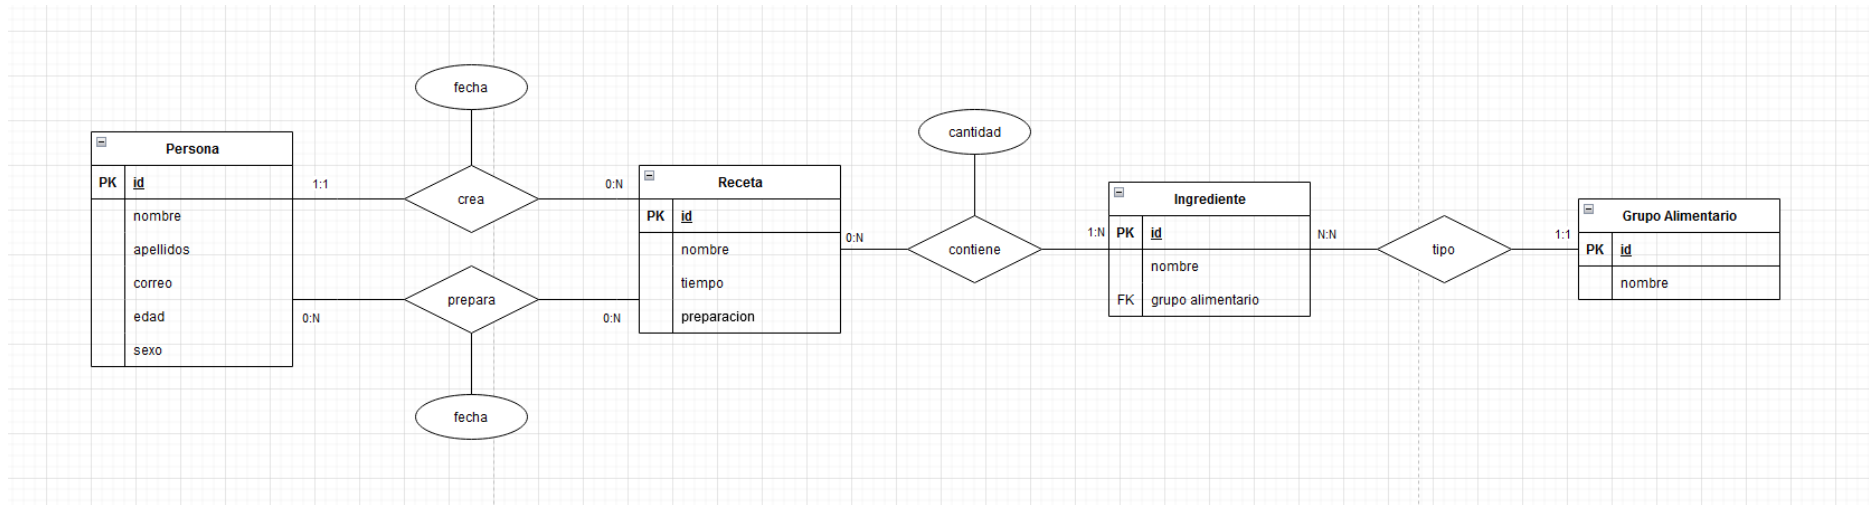 fecha
Persona
PK id
nombre
apellidos
correo
edad
sexo
1:1
crea
0:N
0:N
prepara
0:N
fecha
Receta
PK id
nombre
tiempo
preparacion
0:N
cantidad
contiene
1:N
Ingrediente
PK id
nombre
FK grupo alimentario
N:N
tipo
1:1
Grupo Alimentario
PK id
nombre